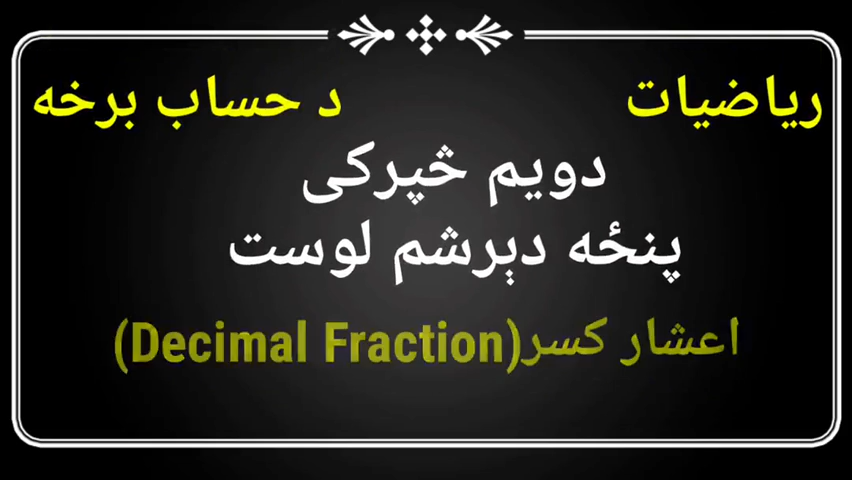 ریاضیات د حساب برخه
دویم څپرکی
پنځه دېرشم لوست
اعشار کسر(Decimal Fraction)